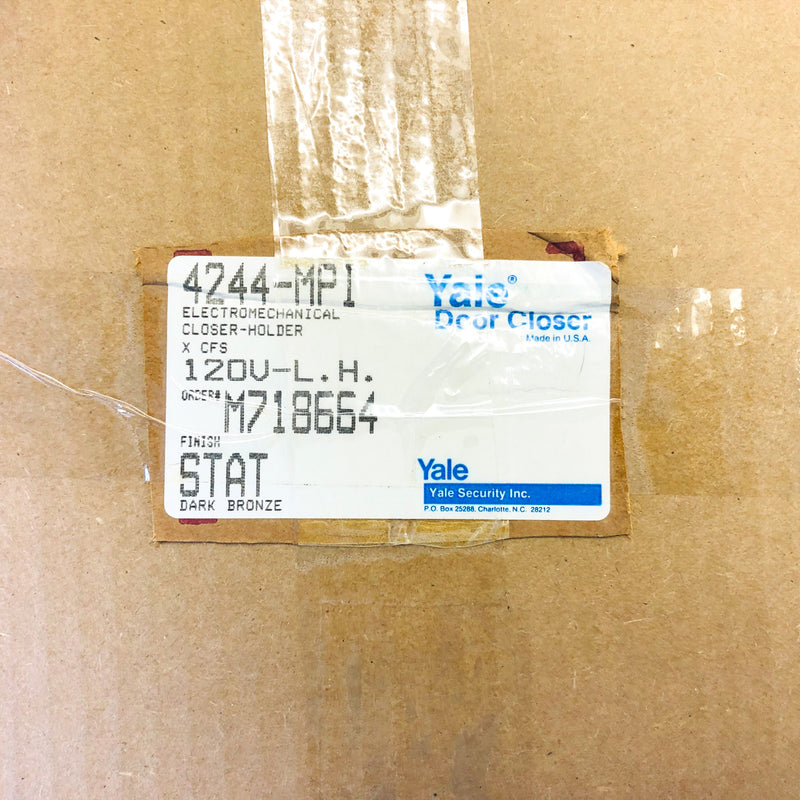 4244-MPI
ELECTROMECHANICAL
CLOSER-HOLDER
X CFS
120V-L.H.
ORDER# M718664
FINISH
STAT
DARK BRONZE
Yale®
Door Closer
Made in U.S.A.
Yale
Yale Security Inc.
P.O. Box 25288, Charlotte, N.C. 28212